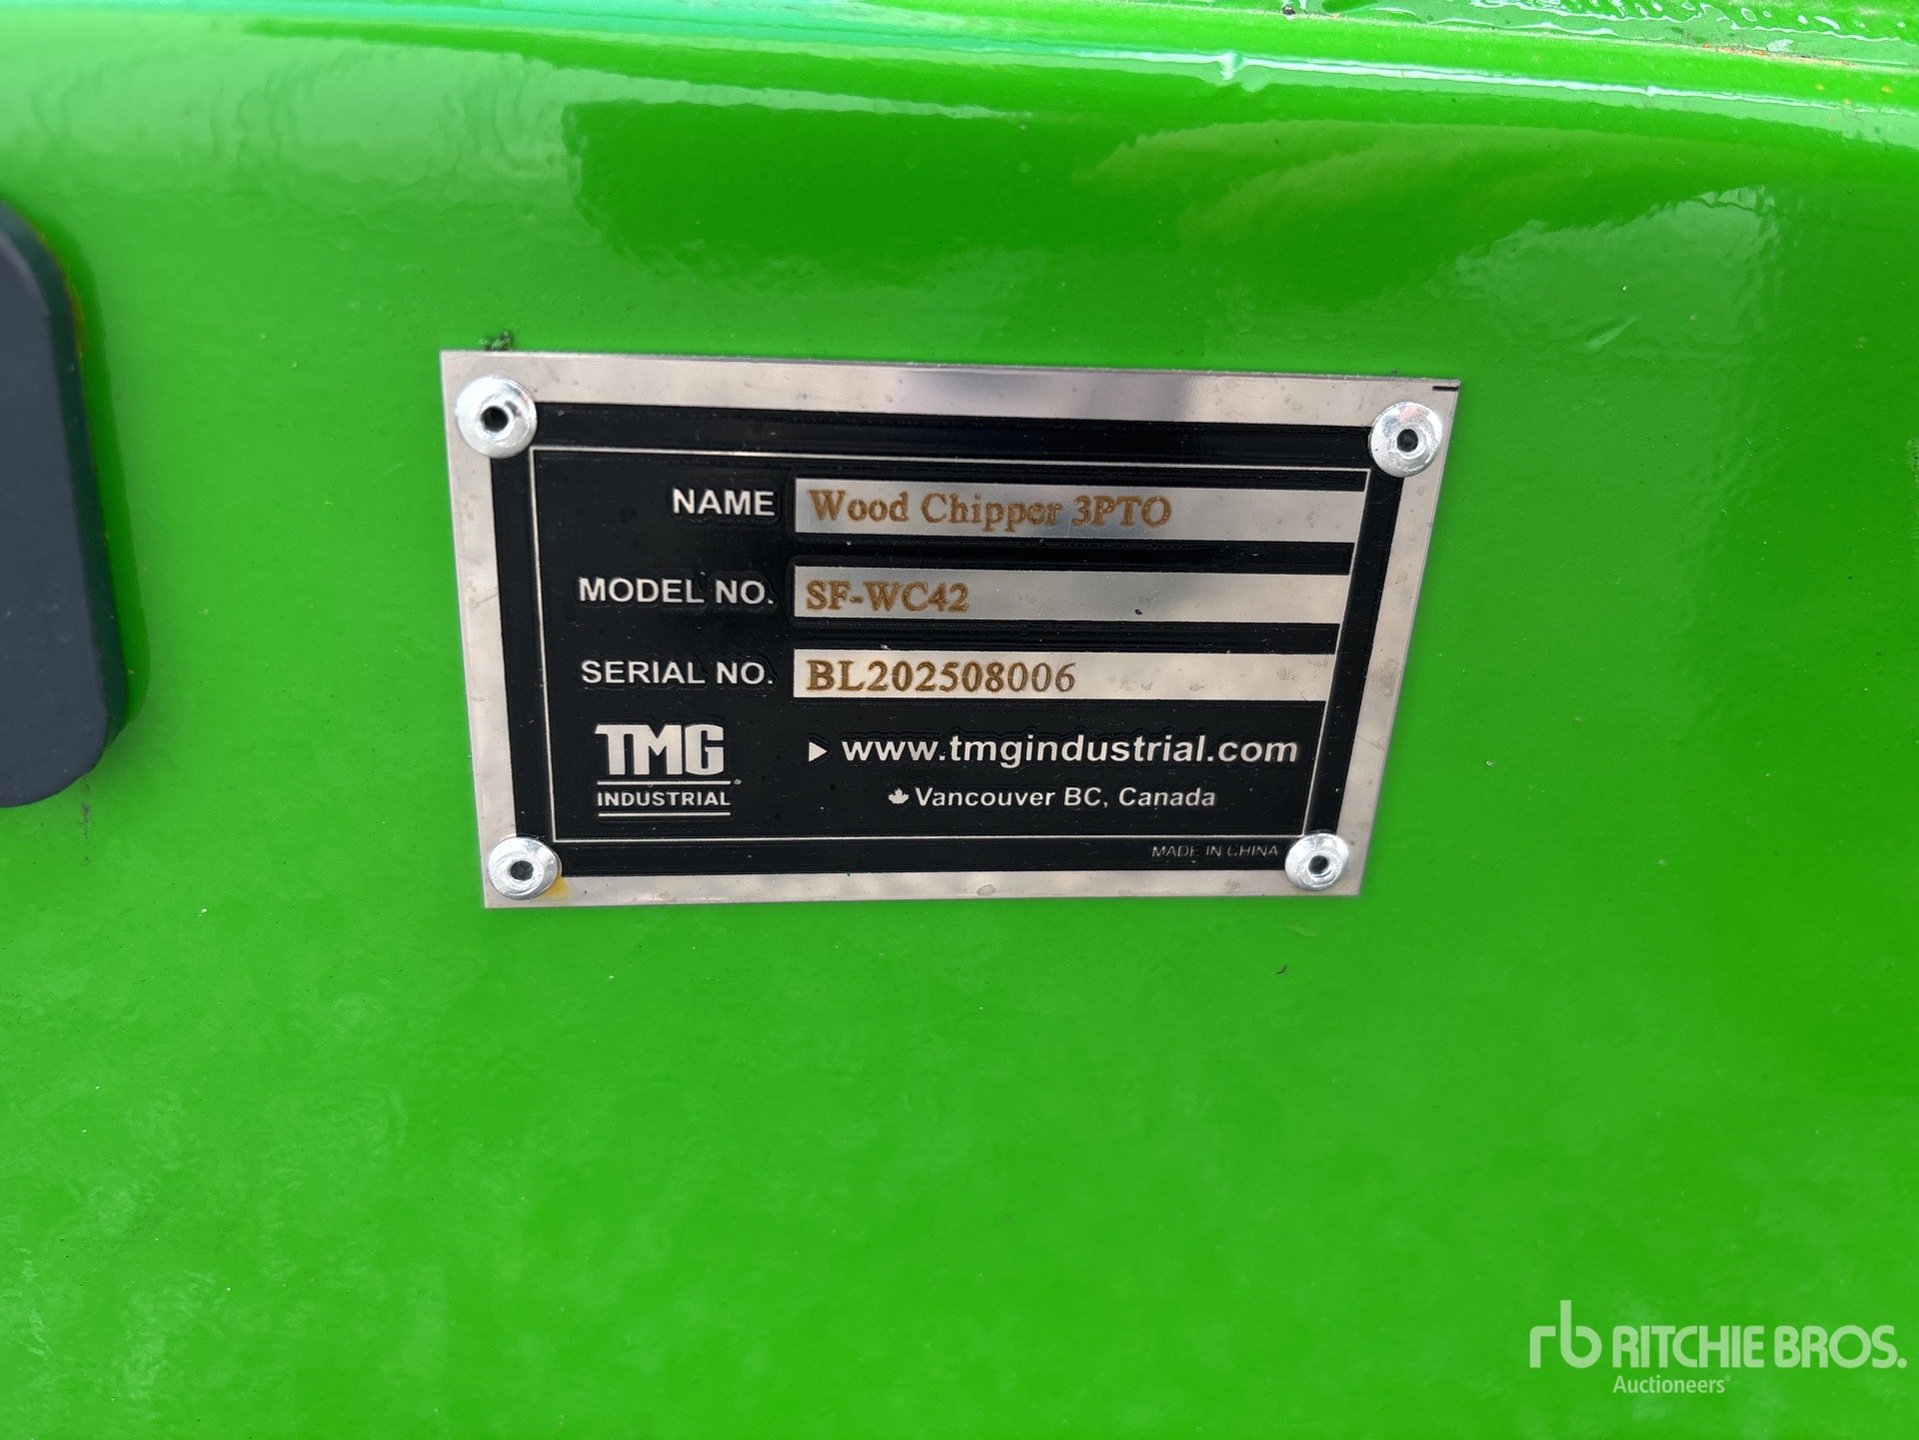 NAME Wood Chipper 3PTO
MODEL NO. SF-WC42
SERIAL NO. BL202508006
TMG
INDUSTRIAL
www.tmgindustrial.com
Vancouver BC, Canada
MADE IN CHINA
rb RITCHIE BROS.
Auctioneers